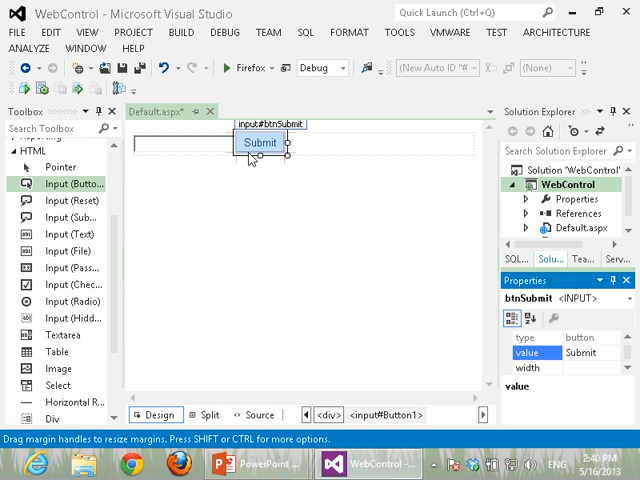 WebControl - Microsoft Visual Studio
Quick Launch (Ctrl+Q)
FILE EDIT VIEW PROJECT BUILD DEBUG TEAM SQL FORMAT TABLE
TOOLS VMWARE TEST ARCHITECTURE
ANALYZE WINDOW HELP
Firefox Debug (New Auto ID "# (None)
Toolbox
Search Toolbox
HTML
Pointer
Input (Butto...
Input (Reset)
Input (Sub...
Input (Text)
Input (File)
Input (Pass...
Input (Chec...
Input (Radio)
Input (Hidd...
Textarea
Table
Image
Select
Horizontal R...
Div
Default.aspx*
input#btnSubmit
Submit
Design Split Source <div> <input#Button1>
Solution Explorer
Search Solution Explorer
Solution "WebControl"
WebControl
Properties
References
Default.aspx
SQL... Solu... Tea... Serv...
Properties
btnSubmit <INPUT>
type button
value Submit
width
value
Drag margin handles to resize margins. Press SHIFT or CTRL for more options.
PowerPoint ...
WebControl -...
ENG
2:40 PM
5/16/2013